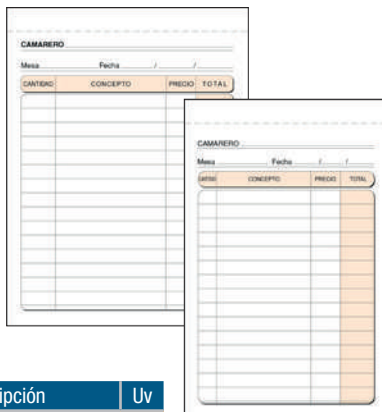 CAMARERO
Mesa Fecha / /
CANTIDAD CONCEPTO PRECIO TOTAL
CAMARERO
Mesa Fecha / /
CONCEPTO PRECIO TOTAL
ipción Uv